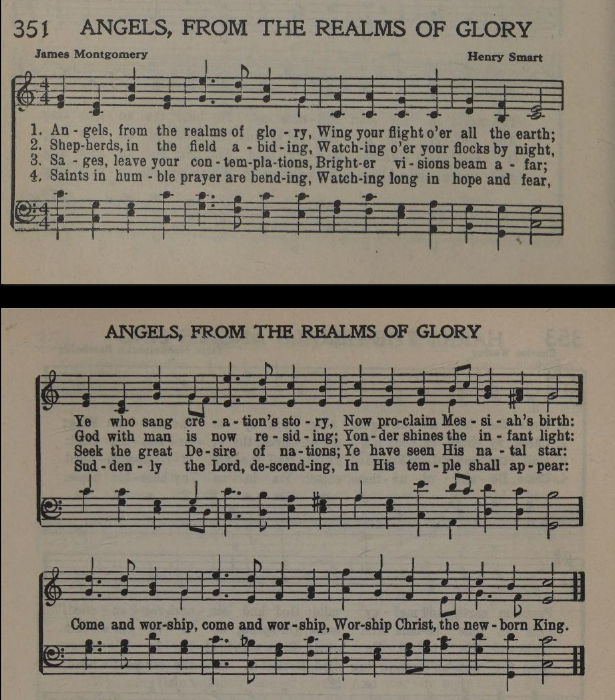 351 ANGELS, FROM THE REALMS OF GLORY
James Montgomery Henry Smart
1. An - gels, from the realms of glo - ry, Wing your flight o'er all the earth;
2. Shep-herds, in the field a - bid - ing, Watch-ing o'er your flocks by night,
3. Sa - ges, leave your con - tem-pla-tions, Bright-er vi - sions beam a - far;
4. Saints in hum - ble prayer are bend-ing, Watch-ing long in hope and fear,
ANGELS, FROM THE REALMS OF GLORY
Ye who sang cre - a - tion's sto - ry, Now pro-claim Mes - si - ah's birth:
God with man is now re - sid - ing; Yon - der shines the in - fant light:
Seek the great De - sire of na - tions; Ye have seen His na - tal star:
Sud - den - ly the Lord, de-scend-ing, In His tem - ple shall ap - pear:
Come and wor-ship, come and wor - ship, Wor-ship Christ, the new - born King.